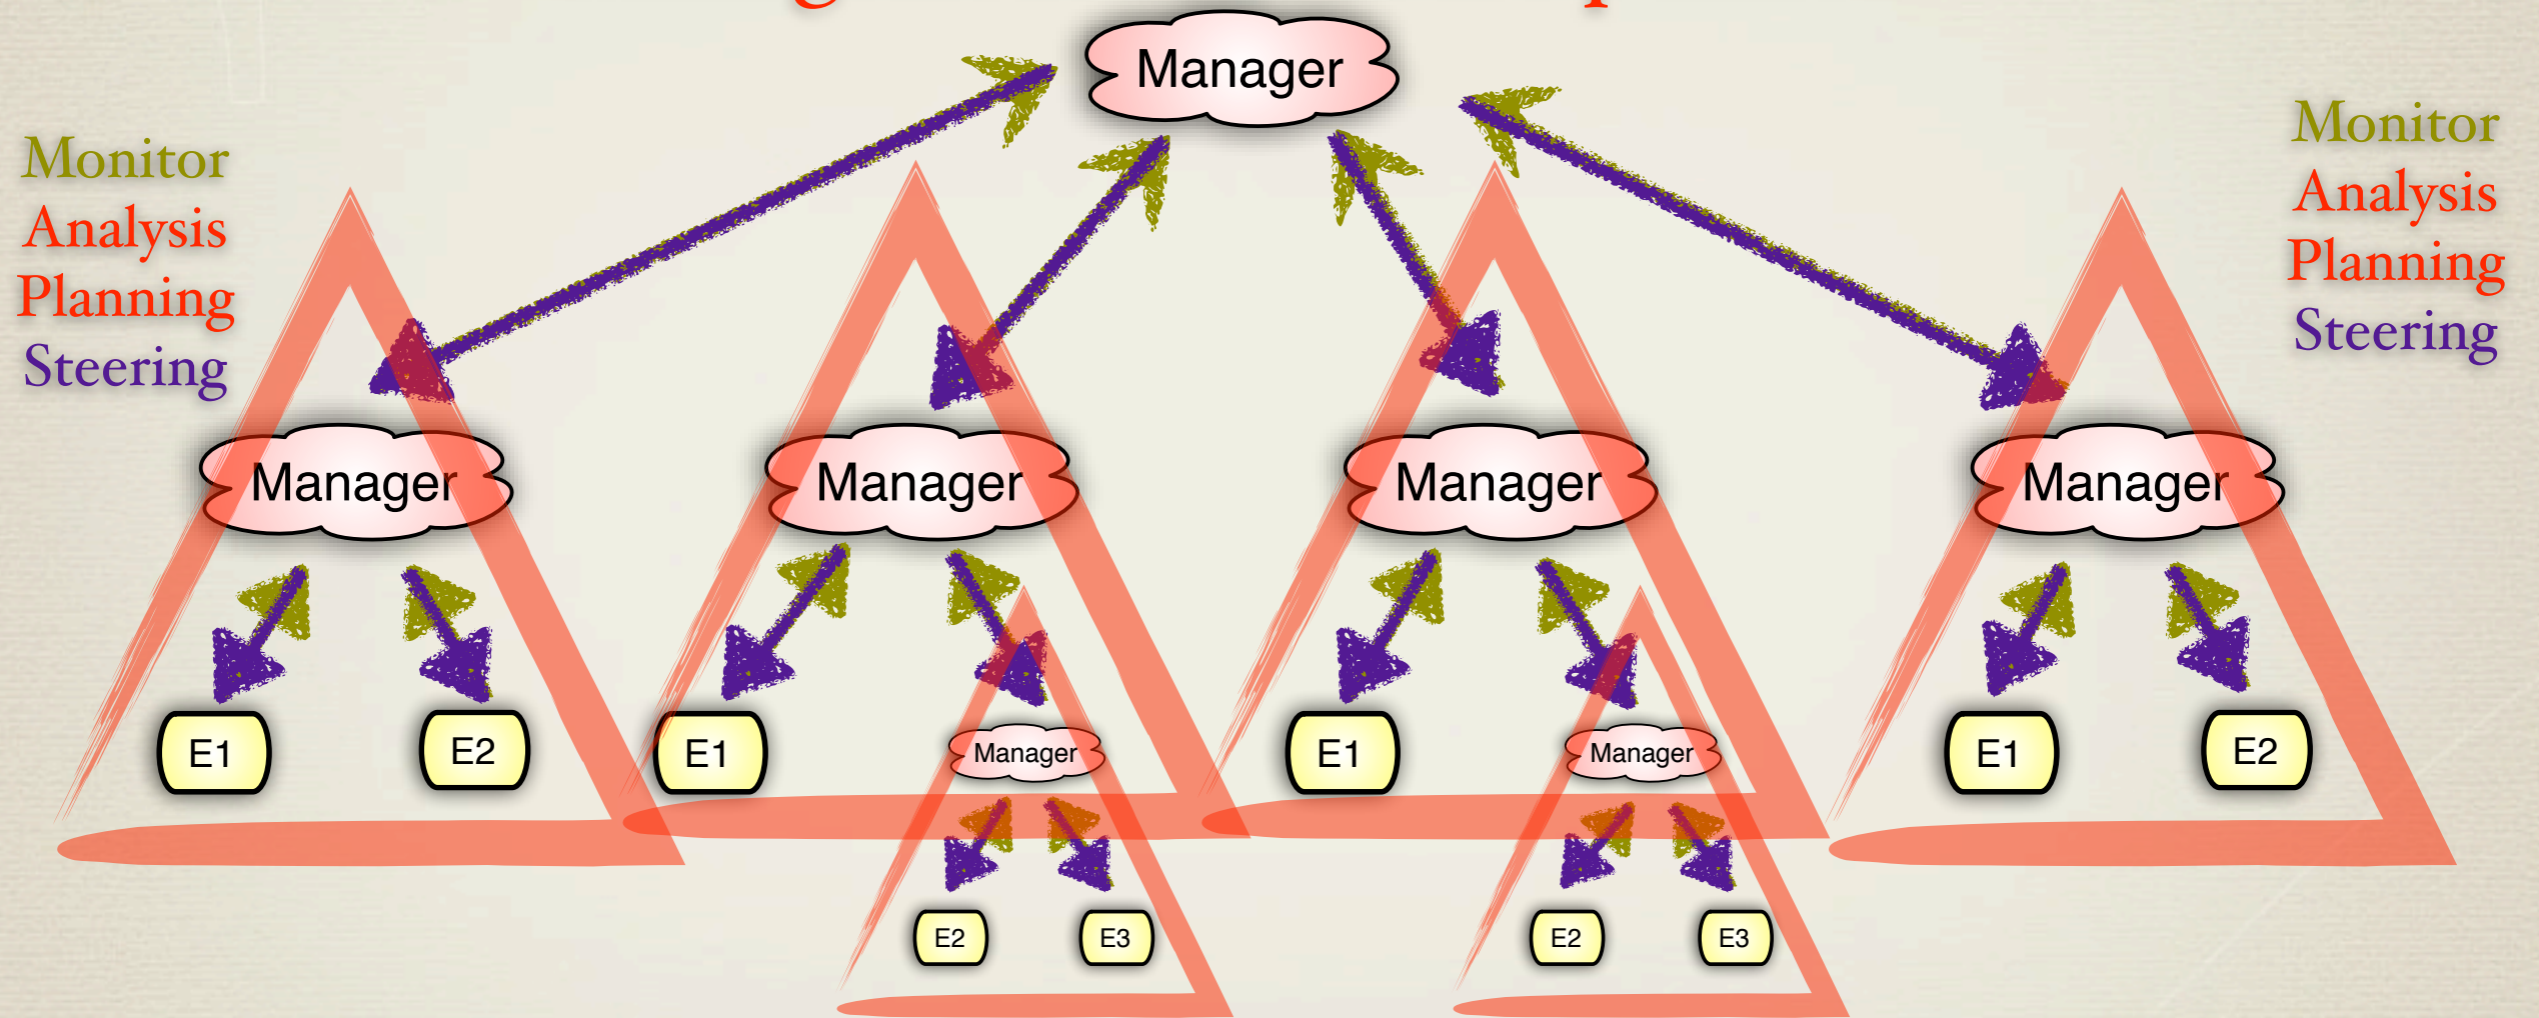 Manager
Monitor
Analysis
Planning
Steering
Monitor
Analysis
Planning
Steering
Manager
Manager
Manager
Manager
E1
E2
E1
Manager
E1
Manager
E1
E2
E2
E3
E2
E3